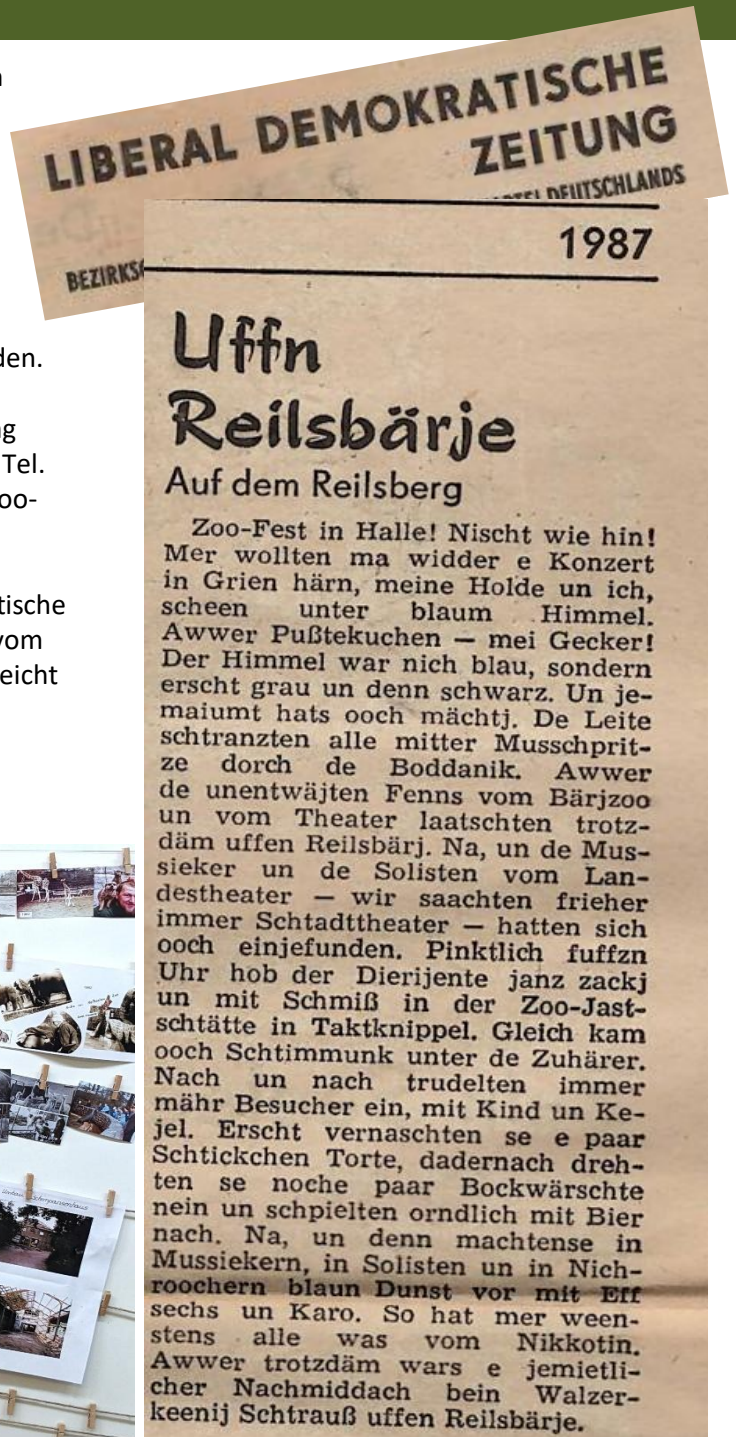 LIBERAL DEMOKRATISCHE
ZEITUNG
DEUTSCHLANDS
1987
den.
g
Tel.
oo-
tische
vom
eicht
Uffn
Reilsbärje
Auf dem Reilsberg
Zoo-Fest in Halle! Nischt wie hin!
Mer wollten ma widder e Konzert
in Grien härn, meine Holde un ich,
scheen unter blaum Himmel.
Awwer Pußtekuchen — mei Gecker!
Der Himmel war nich blau, sondern
erscht grau un denn schwarz. Un je-
maiumt hats ooch mächtj. De Leite
schtranzten alle mitter Musschprit-
ze dorch de Boddanik. Awwer
de unentwäjten Fenns vom Bärjzoo
un vom Theater laatschten trotz-
däm uffen Reilsbärj. Na, un de Mus-
sieker un de Solisten vom Lan-
destheater — wir saachten frieher
immer Schtadttheater — hatten sich
ooch einjefunden. Pinktlich fuffzn
Uhr hob der Dierijente janz zackj
un mit Schmiß in der Zoo-Jast-
schtätte in Taktknippel. Gleich kam
ooch Schtimmunk unter de Zuhärer.
Nach un nach trudelten immer
mähr Besucher ein, mit Kind un Ke-
jel. Erscht vernaschten se e paar
Schtickchen Torte, dadernach dreh-
ten se noche paar Bockwärschte
nein un schpielten orndlich mit Bier
nach. Na, un denn machtense in
Mussiekern, in Solisten un in Nich-
roochern blaun Dunst vor mit Eff
sechs un Karo. So hat mer ween-
stens alle was vom Nikkotin.
Awwer trotzdäm wars e jemietli-
cher Nachmiddach bein Walzer-
keenij Schtrauß uffen Reilsbärje.